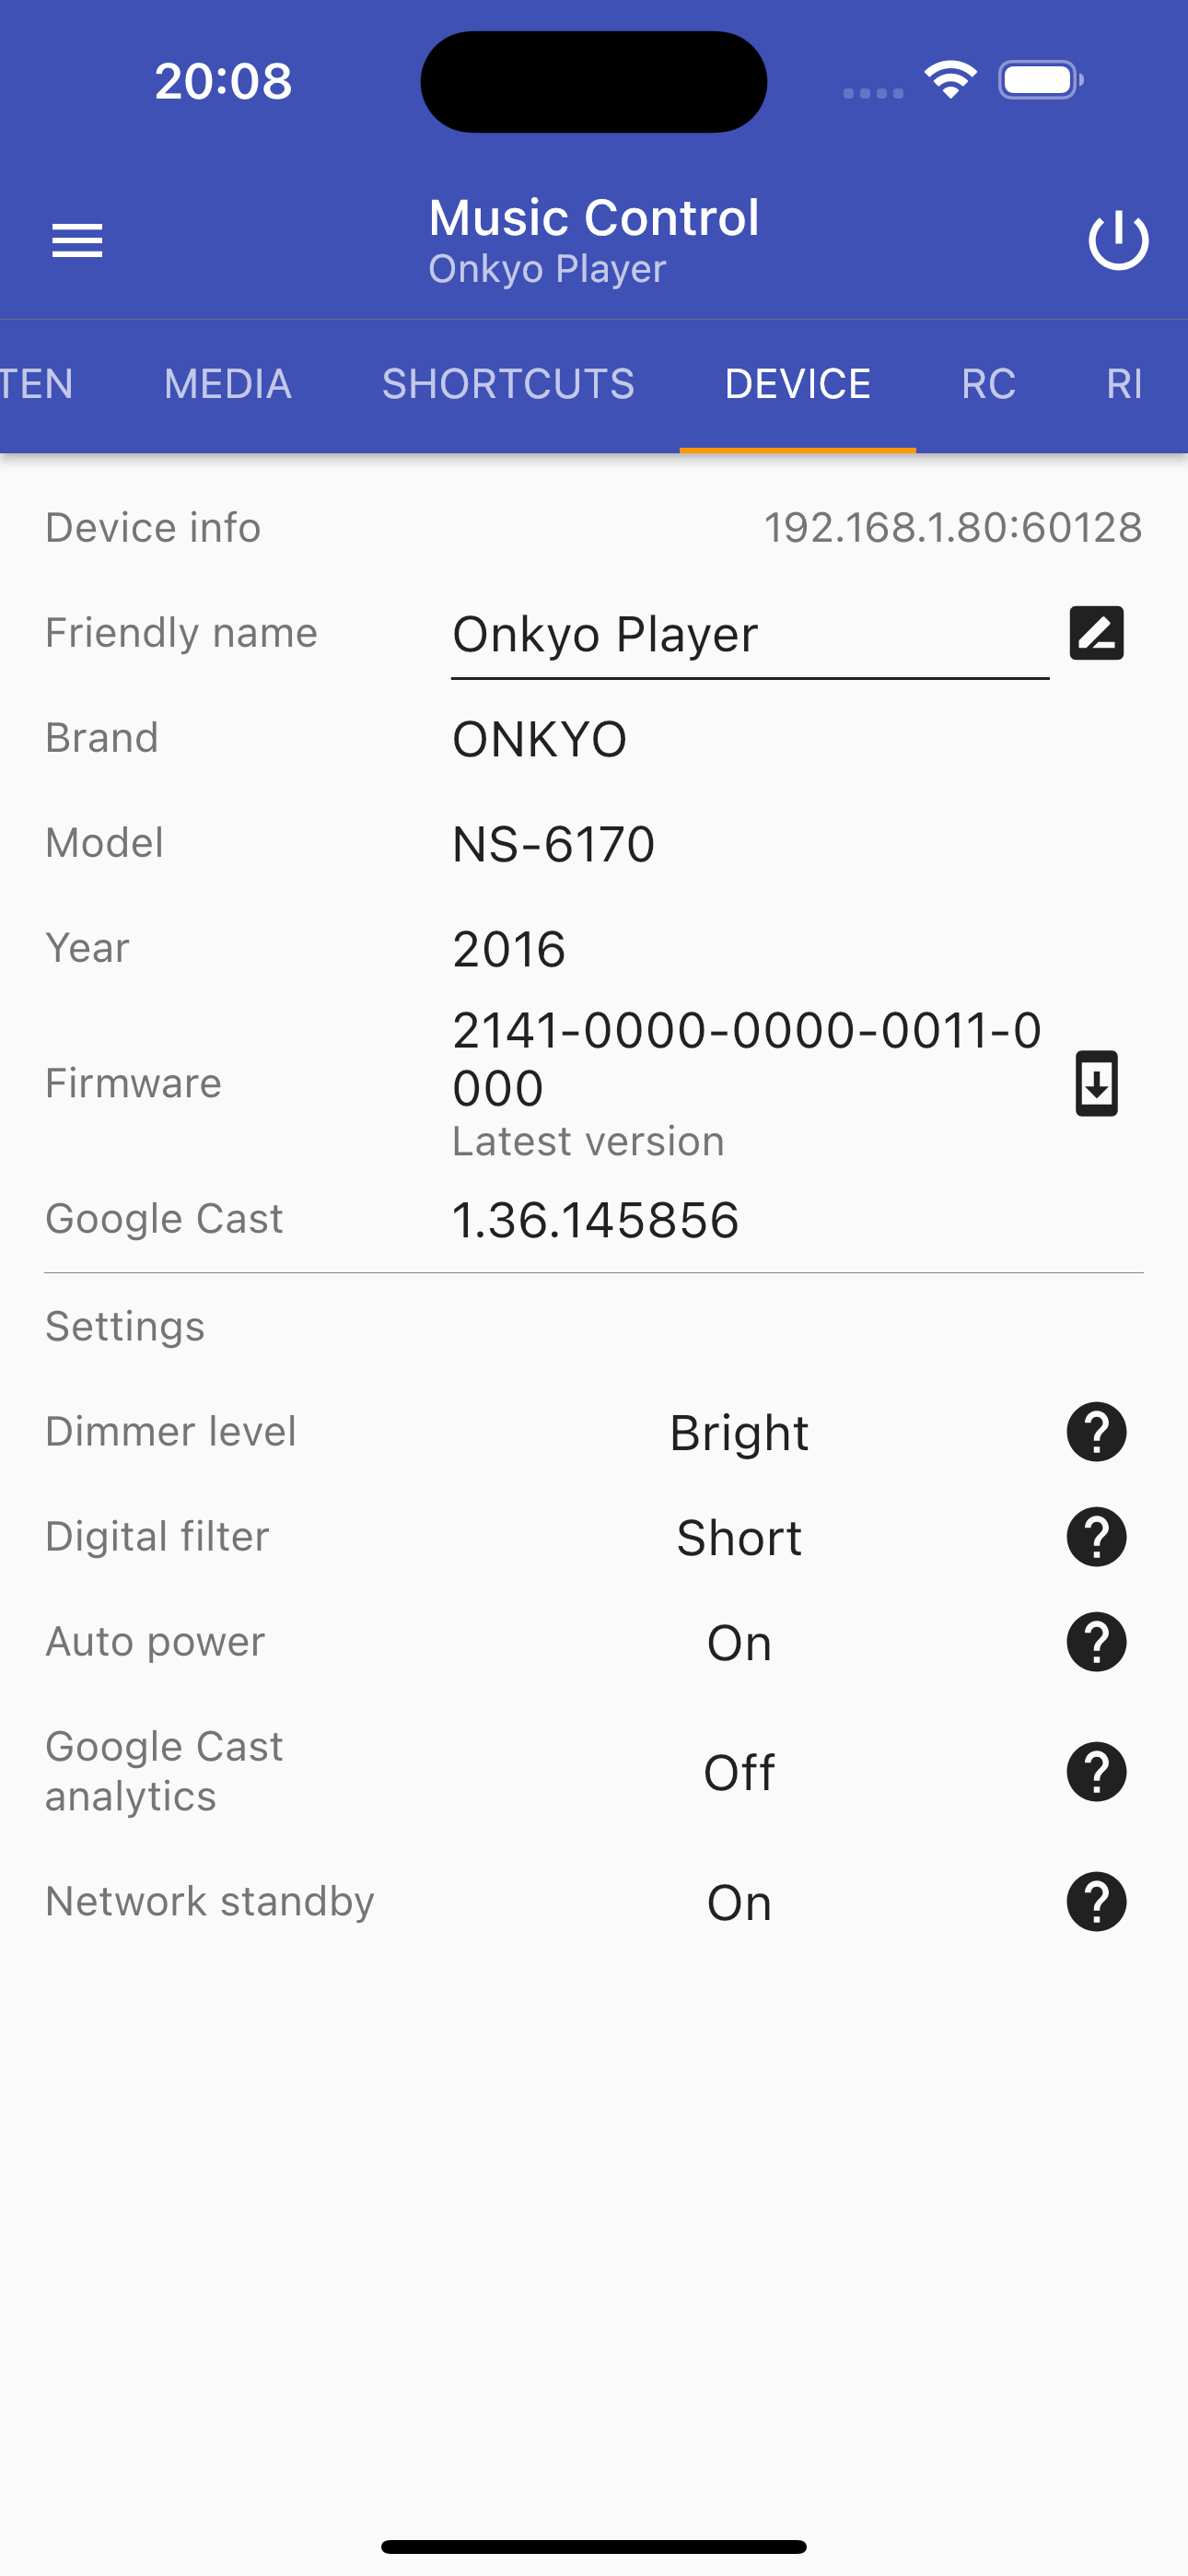 20:08
Music Control
Onkyo Player
TEN MEDIA SHORTCUTS DEVICE RC RI
Device info 192.168.1.80:60128
Friendly name Onkyo Player
Brand ONKYO
Model NS-6170
Year 2016
Firmware 2141-0000-0000-0011-0
000
Latest version
Google Cast 1.36.145856
Settings
Dimmer level Bright
Digital filter Short
Auto power On
Google Cast
analytics Off
Network standby On